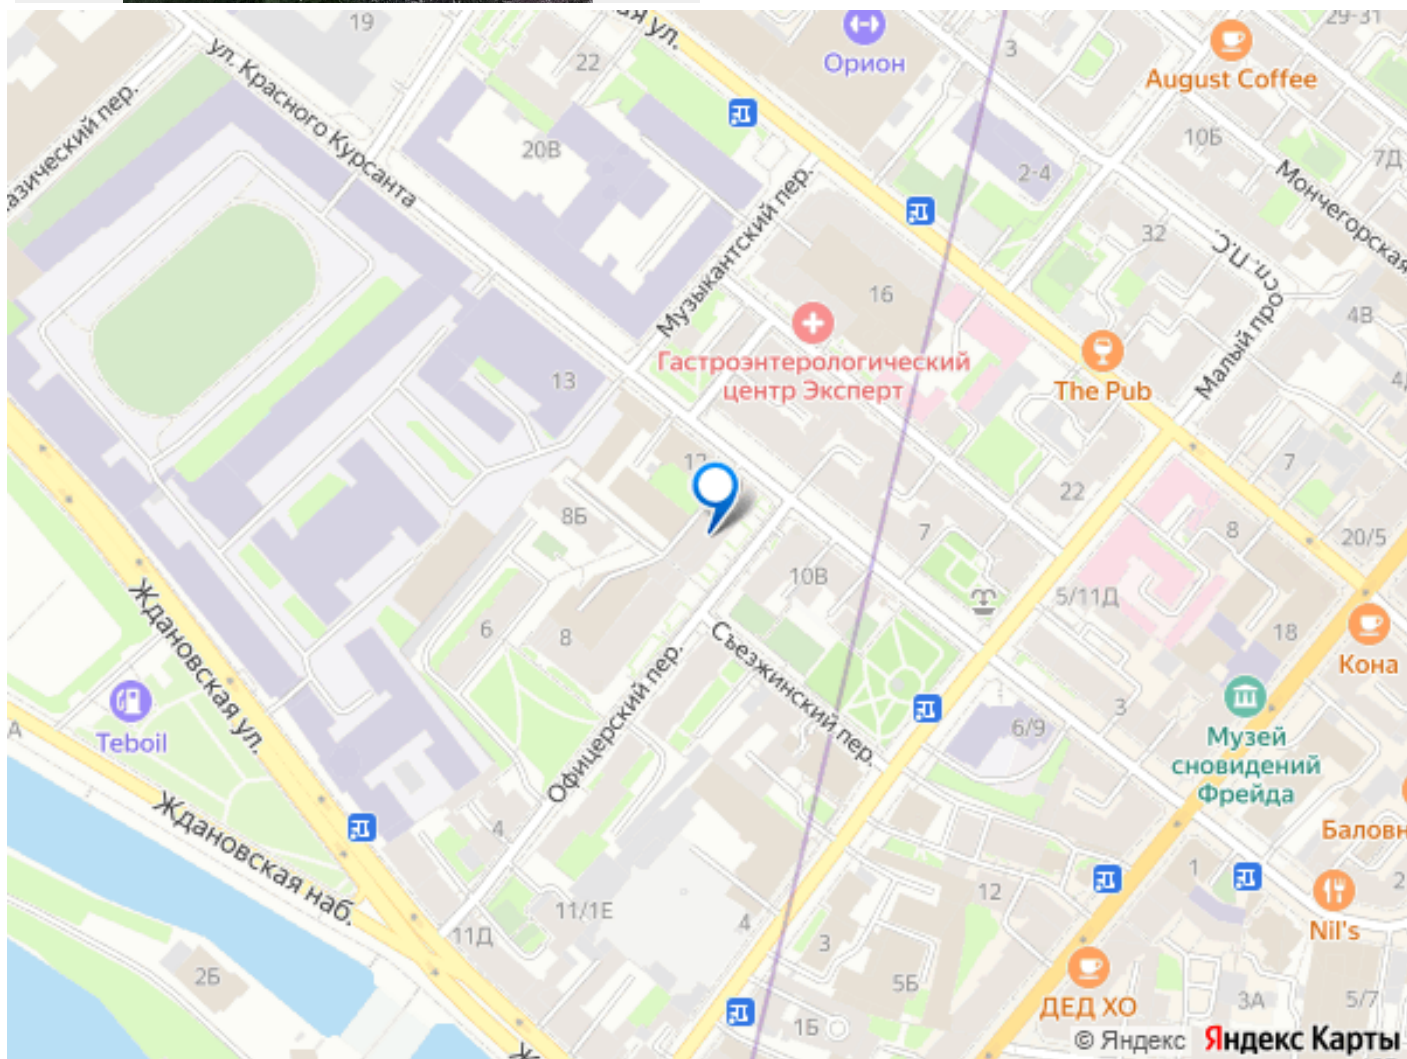 19
ая ул.
Орион
3
29-31
August Coffee
22
ул. Красного Курсанта
10Б
7Д
20В
2-4
Мончегорская
азический пер.
Музыкантский пер.
32
просп. П.С.
Малый
16
4В
Гастроэнтерологический
центр Эксперт
The Pub
13
7
22
8Б
7
8
20/5
10В
5/11Д
6
8
18
Кона
Ждановская ул.
Съезжинский пер.
Офицерский пер.
Teboil
А
3
6/9
Музей
сновидений
Фрейда
Ждановская наб.
4
Баловн
1
2
12
11/1Е
4
Nil's
11Д
3
2Б
5Б
ДЕД ХО
3А
5/7
1Б
© Яндекс Яндекс Карты
Ж